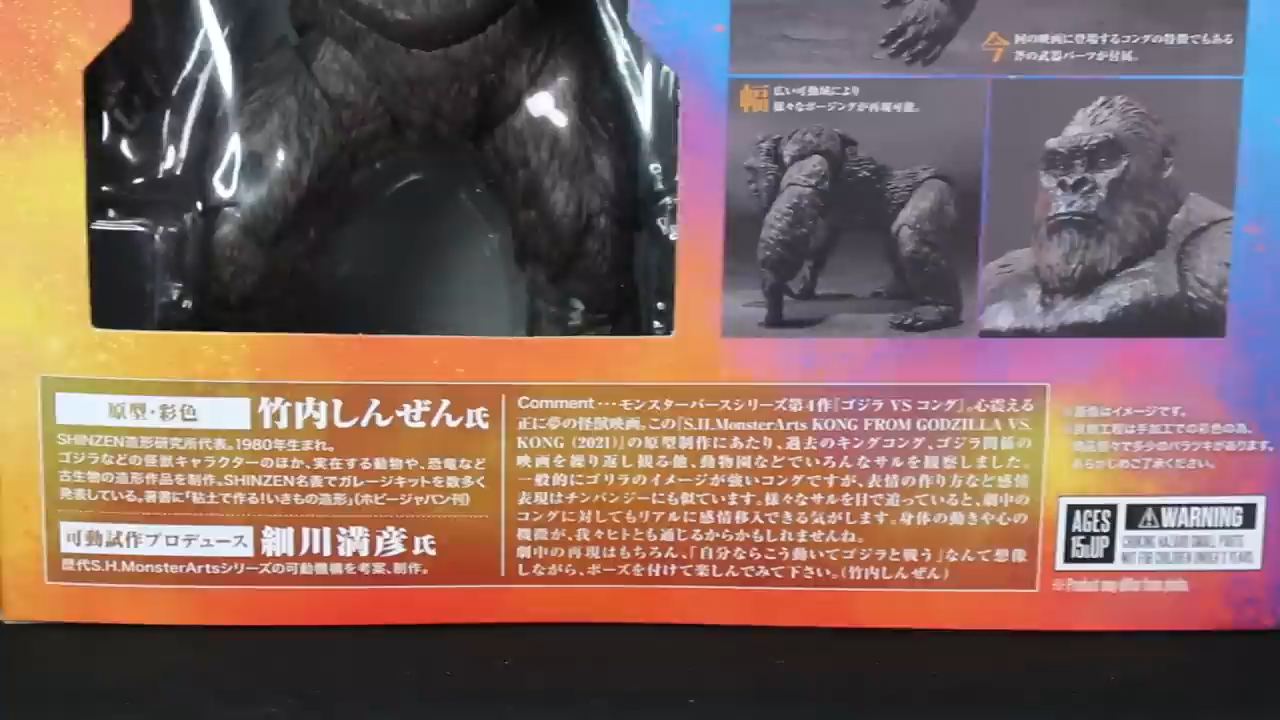 今回の映画に登場するコングの特徴でもある
斧の武器パーツが付属。
幅広い可動域により
様々なポージングが再現可能。
原型・彩色 竹内しんぜん氏
SHINZEN造形研究所代表。1980年生まれ。
ゴジラなどの怪獣キャラクターのほか、実在する動物や、恐竜など
古生物の造形作品を制作。SHINZEN名義でガレージキットを数多く
発表している。著書に「粘土で作る!いきもの造形」(ホビージャパン刊)
可動試作プロデュース 細川満彦氏
歴代S.H.MonsterArtsシリーズの可動機構を考案、制作。
Comment…モンスターバースシリーズ第4作『ゴジラ VS コング』。心震える
正に夢の怪獣映画。この『S.H.MonsterArts KONG FROM GODZILLA VS.
KONG (2021)』の原型制作にあたり、過去のキングコング、ゴジラ関係の
映画を繰り返し観る他、動物園などでいろんなサルを観察しました。
一般的にゴリラのイメージが強いコングですが、表情の作り方など感情
表現はチンパンジーにも似ています。様々なサルを目で追っていると、劇中の
コングに対してもリアルに感情移入できる気がします。身体の動きや心の
機微が、我々ヒトとも通じるからかもしれませんね。
劇中の再現はもちろん、「自分ならこう動いてゴジラと戦う」なんて想像
しながら、ポーズを付けて楽しんでみて下さい。(竹内しんぜん)
※画像はイメージです。
工程は手加工での彩色の為、
商品個々で多少のバラツキがあります。
あらかじめご了承ください。
AGES
15&UP
WARNING
CHOKING HAZARD-SMALL PARTS
NOT FOR CHILDREN UNDER 3 YEARS
※Product may differ from photo.